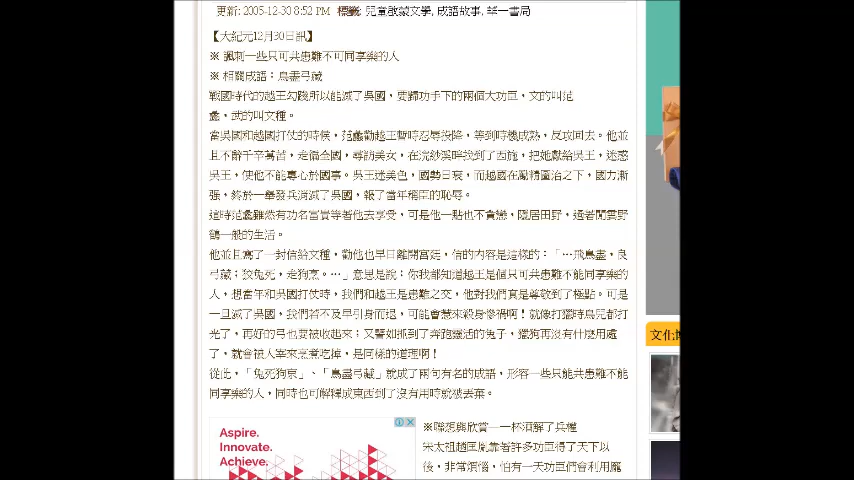 更新: 2005-12-30 8:52 PM 標籤: 兒童啟蒙文學, 成語故事, 華一書局
【大紀元12月30日訊】
※ 諷刺一些只可共患難不可同享樂的人
※ 相關成語：鳥盡弓藏
戰國時代的越王勾踐所以能滅了吳國，要歸功手下的兩個大功臣，文的叫范
蠡，武的叫文種。
當吳國和越國打仗的時候，范蠡勸越王暫時忍辱投降，等到時機成熟，反攻回去。他並
且不辭千辛萬苦，走遍全國，尋訪美女，在浣紗溪畔找到了西施，把她獻給吳王，迷惑
吳王，使他不能專心於國事。吳王迷美色，國勢日衰，而越國在勵精圖治之下，國力漸
強，終於一舉發兵消滅了吳國，報了當年稱臣的恥辱。
這時范蠡雖然有功名富貴等著他去享受，可是他一點也不貪戀，隱居田野，過著閒雲野
鶴一般的生活。
他並且寫了一封信給文種，勸他也早日離開宮廷，信的內容是這樣的：「…飛鳥盡，良
弓藏；狡兔死，走狗烹。…」意思是說：你我都知道越王是個只可共患難不能同享樂的
人，想當年和吳國打仗時，我們和越王是患難之交，他對我們真是尊敬到了極點。可是
一旦滅了吳國，我們若不及早引身而退，可能會惹來殺身慘禍啊！就像打獵時鳥兒都打
光了，再好的弓也要被收起來；又譬如抓到了奔跑靈活的兔子，獵狗再沒有什麼用處
了，就會被人宰來烹煮吃掉，是同樣的道理啊！
從此，「兔死狗烹」、「鳥盡弓藏」就成了兩句有名的成語，形容一些只能共患難不能
同享樂的人，同時也可解釋成東西到了沒有用時就被丟棄。
Aspire.
Innovate.
Achieve.
※聯想與欣賞—一杯酒解了兵權
宋太祖趙匡胤靠著許多功臣得了天下以
後，非常煩惱，怕有一天功臣們會利用龐
文化